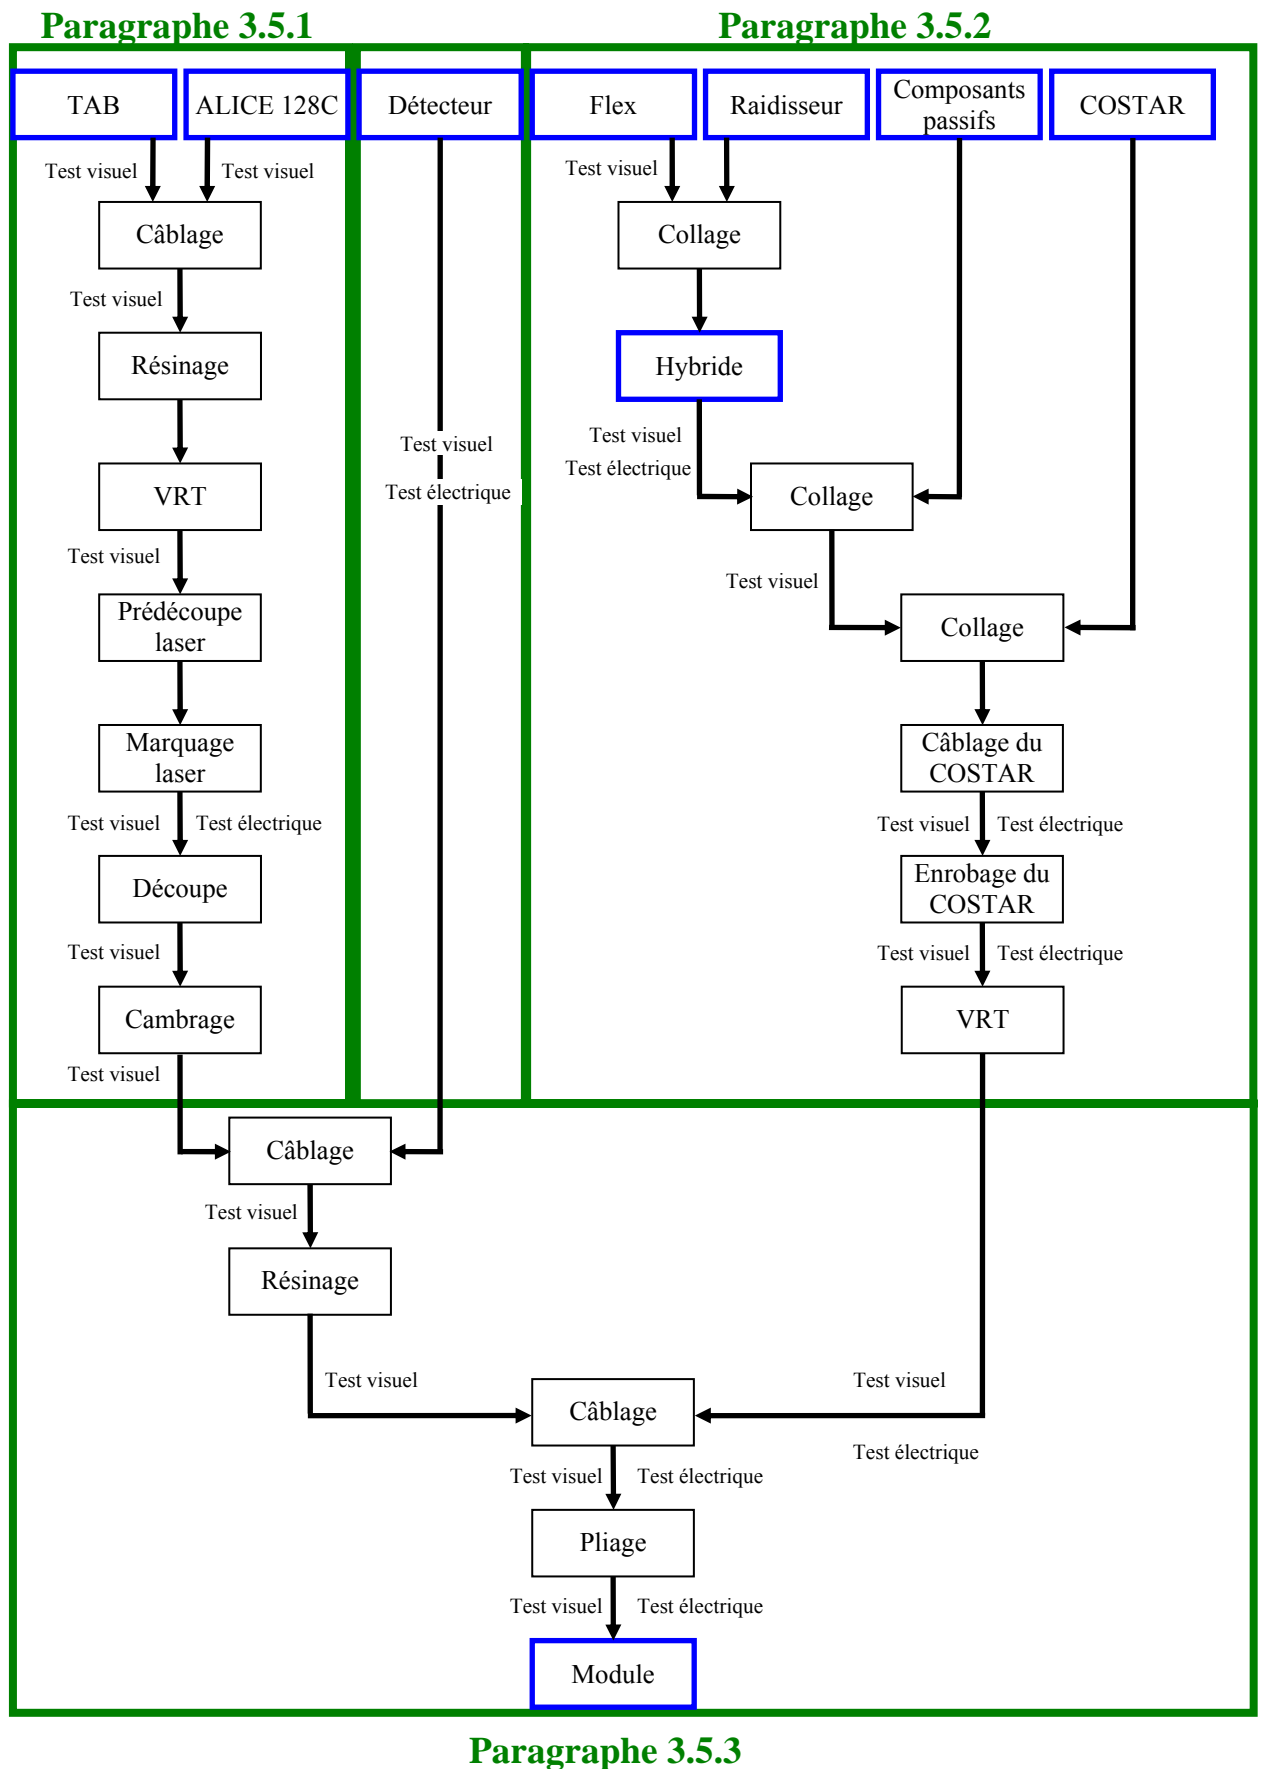 Paragraphe 3.5.1
Paragraphe 3.5.2
TAB
ALICE 128C
Détecteur
Flex
Raidisseur
Composants
passifs
COSTAR
Test visuel
Test visuel
Test visuel
Câblage
Collage
Test visuel
Résinage
Hybride
Test visuel
Test électrique
Test visuel
Test électrique
VRT
Collage
Test visuel
Test visuel
Prédécoupe
laser
Collage
Marquage
laser
Câblage du
COSTAR
Test visuel
Test électrique
Test visuel
Test électrique
Découpe
Enrobage du
COSTAR
Test visuel
Test visuel
Test électrique
Cambrage
VRT
Test visuel
Câblage
Test visuel
Résinage
Test visuel
Test visuel
Câblage
Test électrique
Test visuel
Test électrique
Pliage
Test visuel
Test électrique
Module
Paragraphe 3.5.3